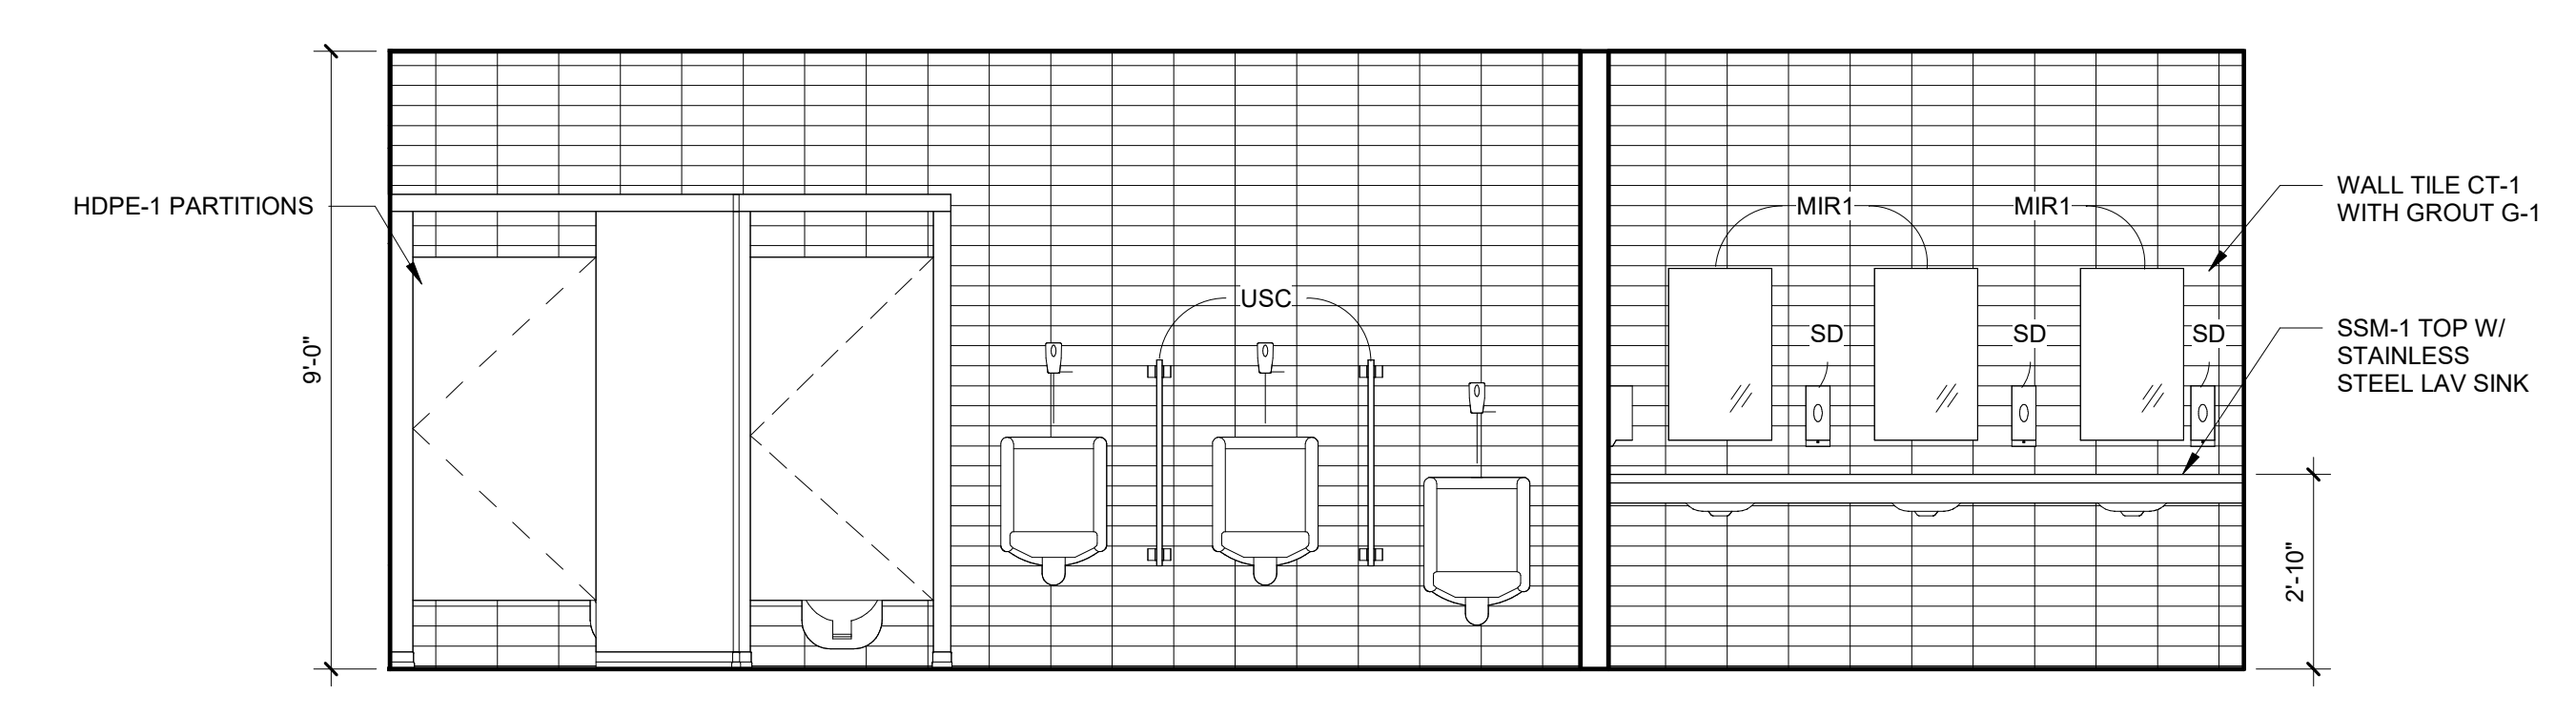 HDPE-1 PARTITIONS
9'-0"
USC
MIR1
MIR1
SD
SD
SD
WALL TILE CT-1
WITH GROUT G-1
SSM-1 TOP W/
STAINLESS
STEEL LAV SINK
2'-10"